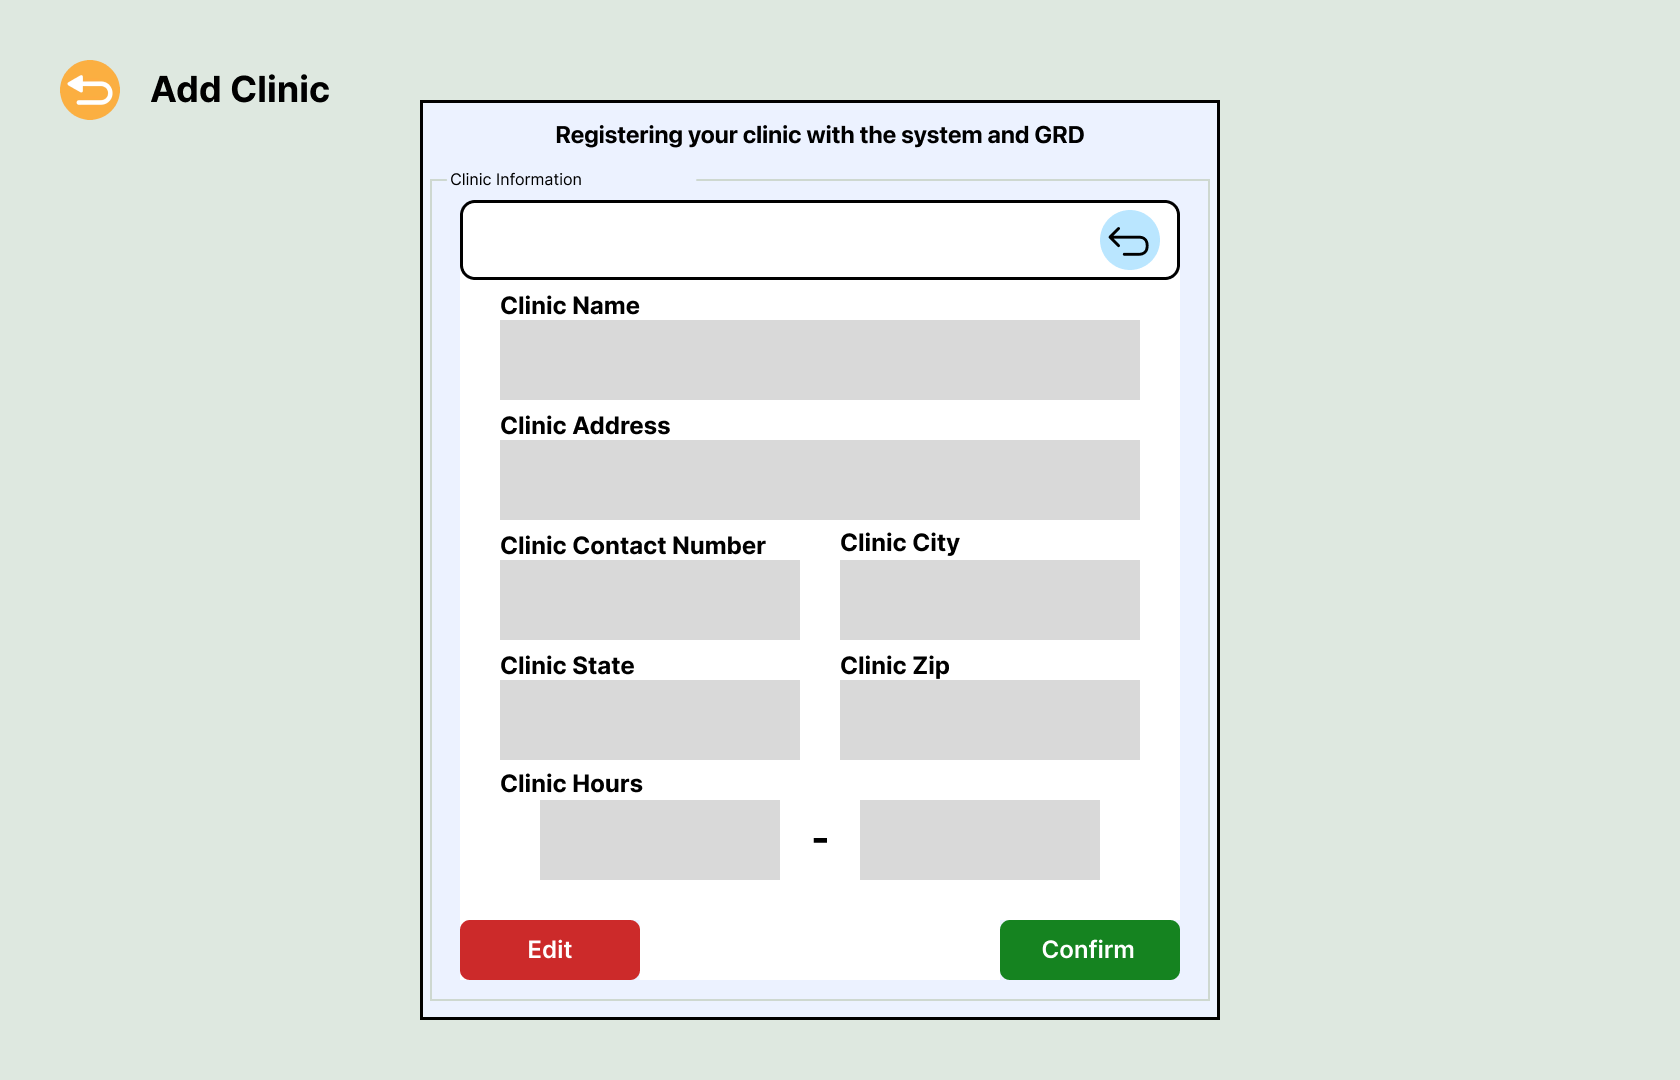 Add Clinic
Registering your clinic with the system and GRD
Clinic Information
Clinic Name
Clinic Address
Clinic Contact Number
Clinic City
Clinic State
Clinic Zip
Clinic Hours
-
Edit
Confirm